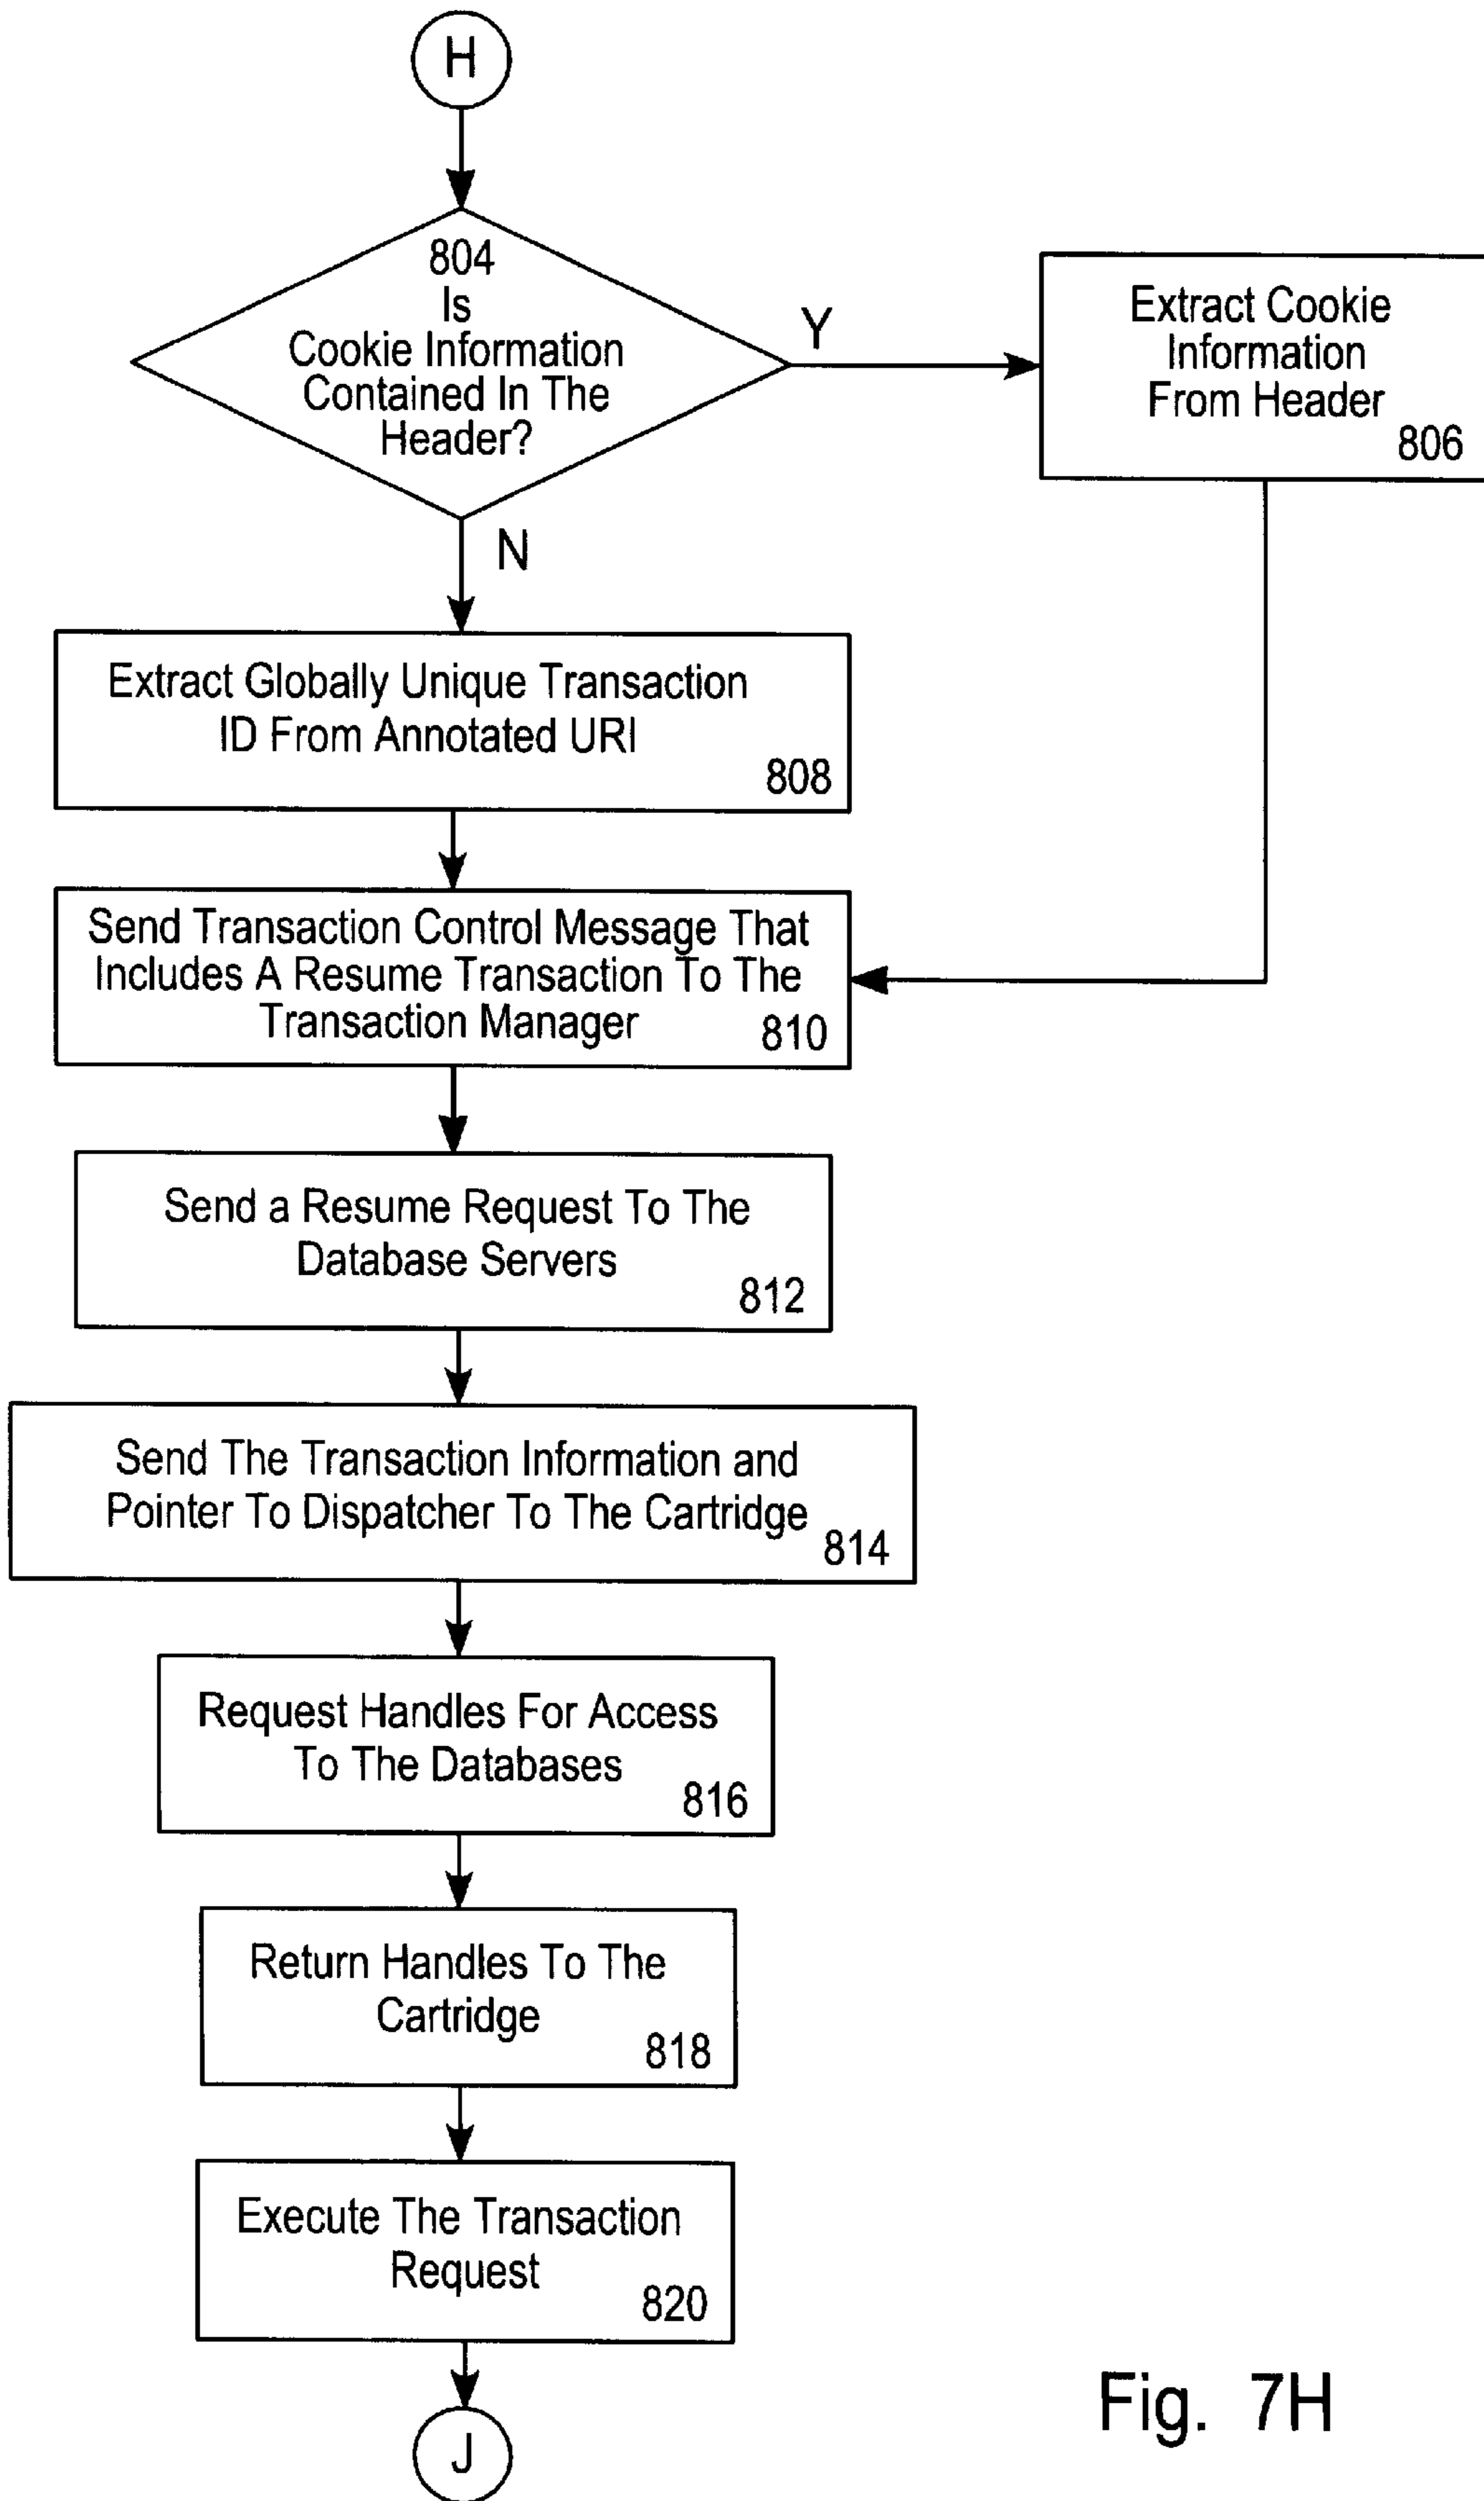 H
804
Is
Cookie Information
Contained In The
Header?
Y
Extract Cookie
Information
From Header
806
N
Extract Globally Unique Transaction
ID From Annotated URI
808
Send Transaction Control Message That
Includes A Resume Transaction To The
Transaction Manager
810
Send a Resume Request To The
Database Servers
812
Send The Transaction Information and
Pointer To Dispatcher To The Cartridge
814
Request Handles For Access
To The Databases
816
Return Handles To The
Cartridge
818
Execute The Transaction
Request
820
J
Fig. 7H